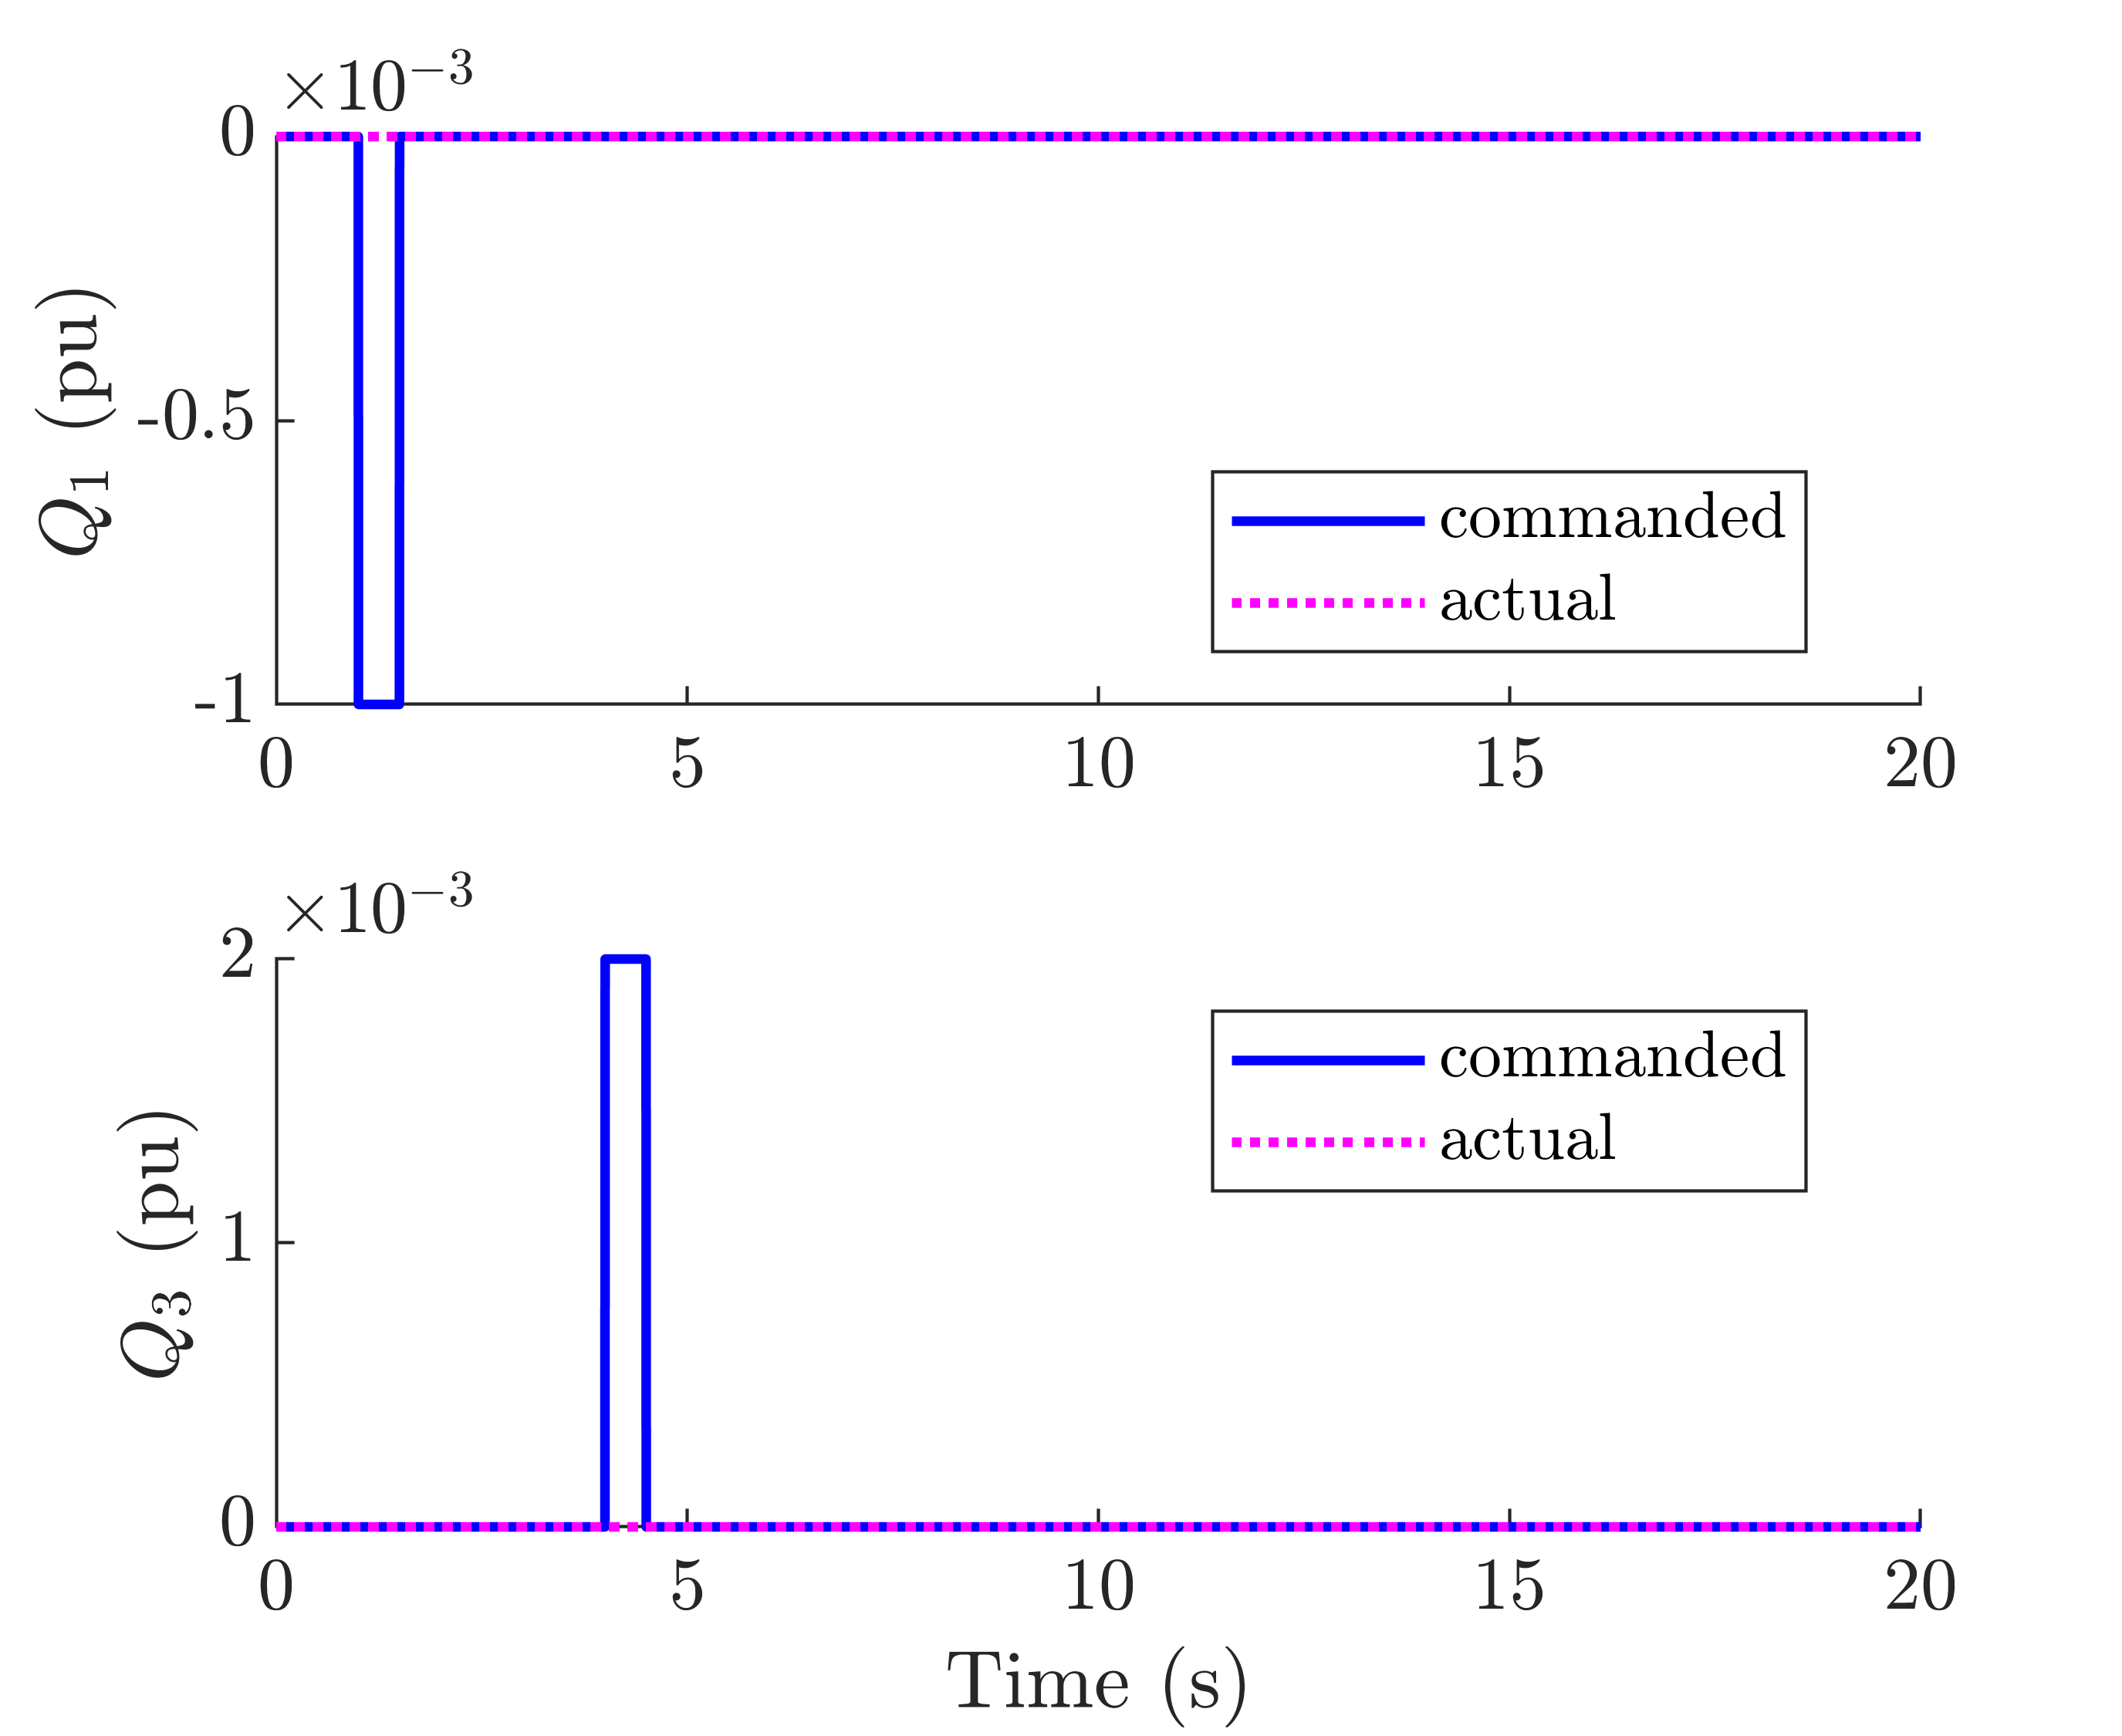 ×10⁻³
0
-0.5
-1
Q₁ (pu)
commanded
actual
0 5 10 15 20
×10⁻³
2
1
0
Q₃ (pu)
commanded
actual
0 5 10 15 20
Time (s)